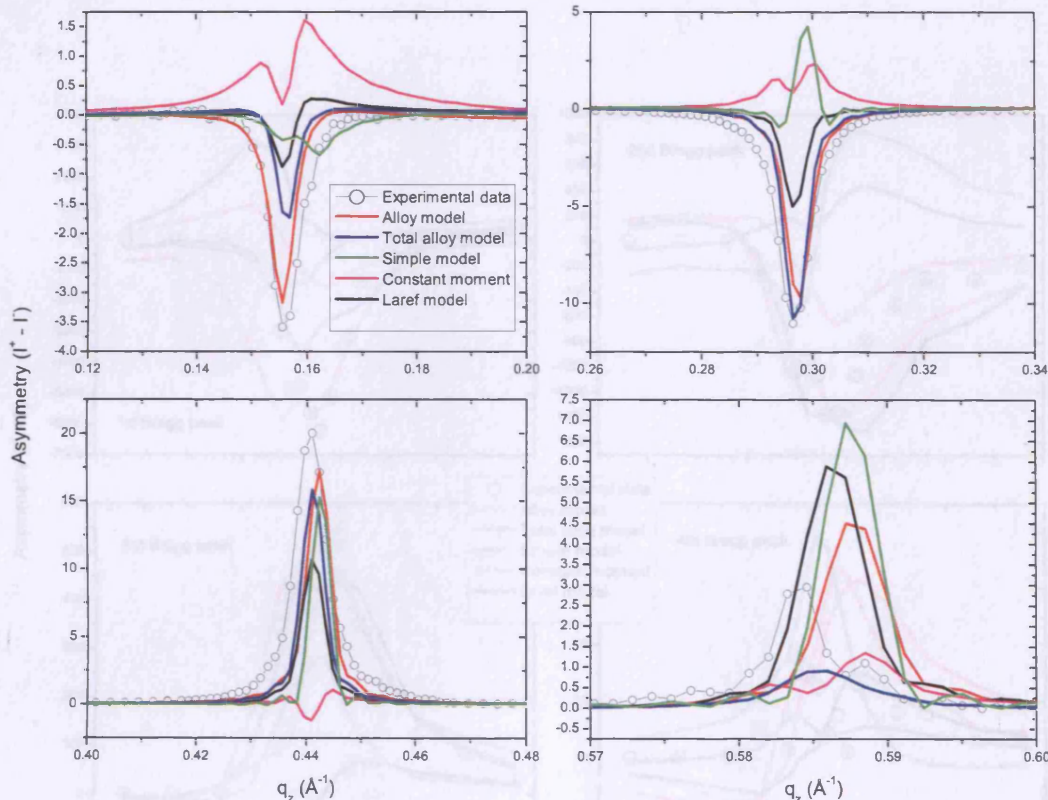 1.5
1.0
0.5
0.0
-0.5
-1.0
-1.5
-2.0
-2.5
-3.0
-3.5
-4.0
0.12 0.14 0.16 0.18 0.20
Experimental data
Alloy model
Total alloy model
Simple model
Constant moment
Laref model
5
0
-5
-10
0.26 0.28 0.30 0.32 0.34
Asymmetry (I⁺ - I⁻)
20
15
10
5
0
0.40 0.42 0.44 0.46 0.48
q_z (Å⁻¹)
7.5
7.0
6.5
6.0
5.5
5.0
4.5
4.0
3.5
3.0
2.5
2.0
1.5
1.0
0.5
0.0
-0.5
0.57 0.58 0.59 0.60
q_z (Å⁻¹)